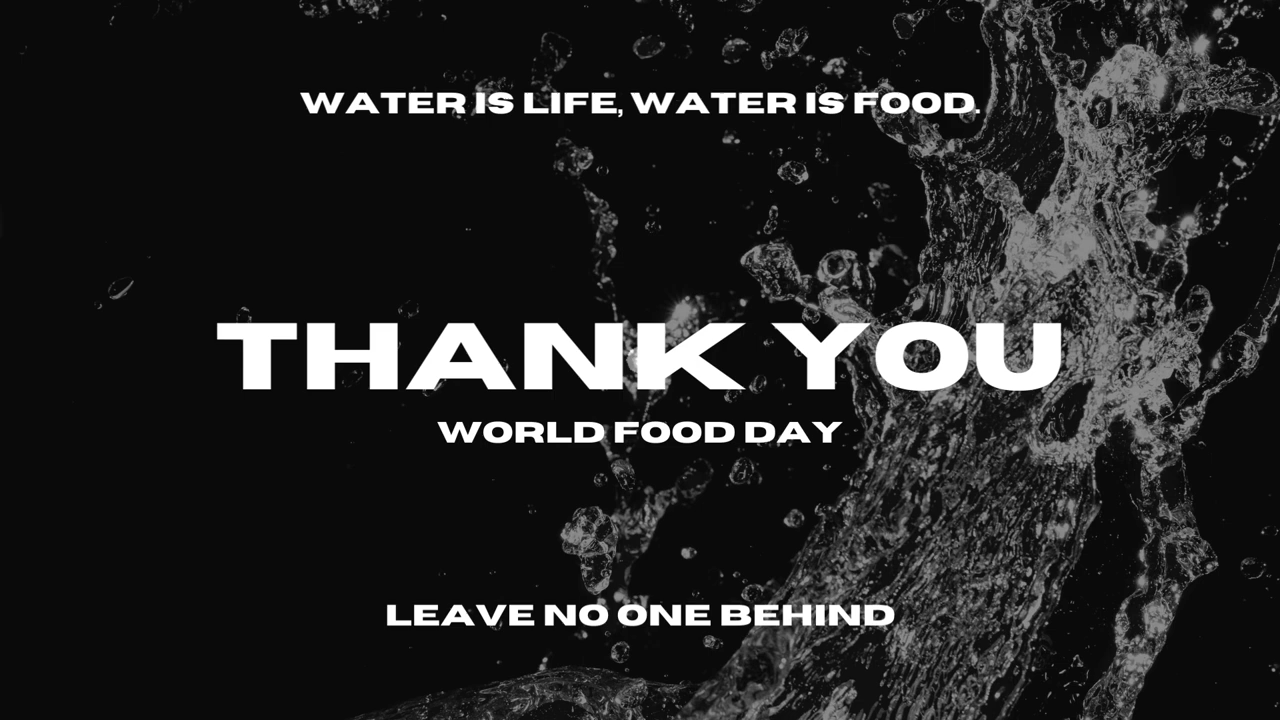 WATER IS LIFE, WATER IS FOOD.
THANK YOU
WORLD FOOD DAY
LEAVE NO ONE BEHIND